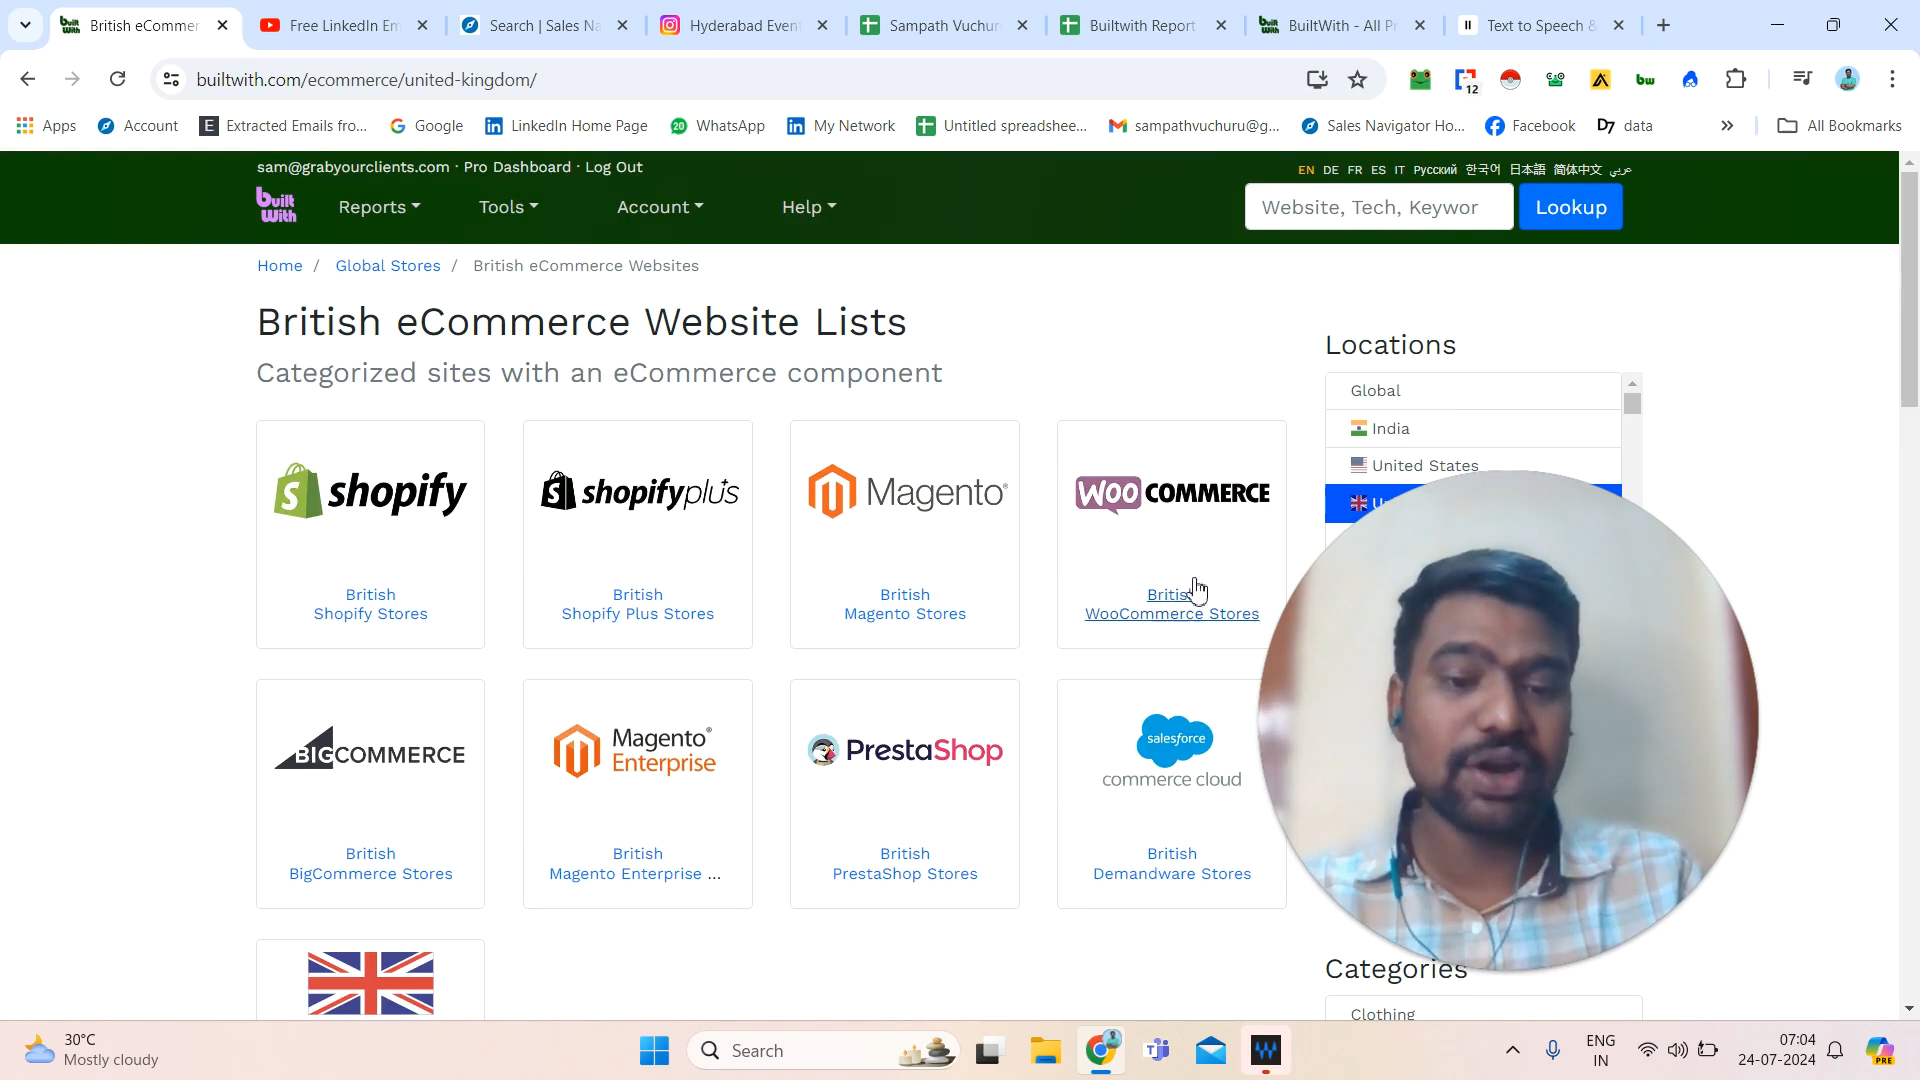 British eCommer
Free LinkedIn Em
Search | Sales Na
Hyderabad Event
Sampath Vuchur
Builtwith Report
BuiltWith - All Pr
Text to Speech &
builtwith.com/ecommerce/united-kingdom/
12
bw
Apps
Account
Extracted Emails fro...
Google
LinkedIn Home Page
20
WhatsApp
My Network
Untitled spreadshee...
sampathvuchuru@g...
Sales Navigator Ho...
Facebook
D7 data
All Bookmarks
sam@grabyourclients.com · Pro Dashboard · Log Out
EN DE FR ES IT Русский 한국어 日本語 简体中文 عربي
built With
Reports
Tools
Account
Help
Website, Tech, Keywor
Lookup
Home / Global Stores / British eCommerce Websites
British eCommerce Website Lists
Categorized sites with an eCommerce component
Locations
Global
India
United States
shopify
British
Shopify Stores
shopifyplus
British
Shopify Plus Stores
Magento®
British
Magento Stores
WOOCOMMERCE
British
WooCommerce Stores
BIGCOMMERCE
British
BigCommerce Stores
Magento®
Enterprise
British
Magento Enterprise ...
PrestaShop
British
PrestaShop Stores
salesforce
commerce cloud
British
Demandware Stores
Categories
Clothing
30°C
Mostly cloudy
Search
ENG
IN
07:04
24-07-2024
PRE